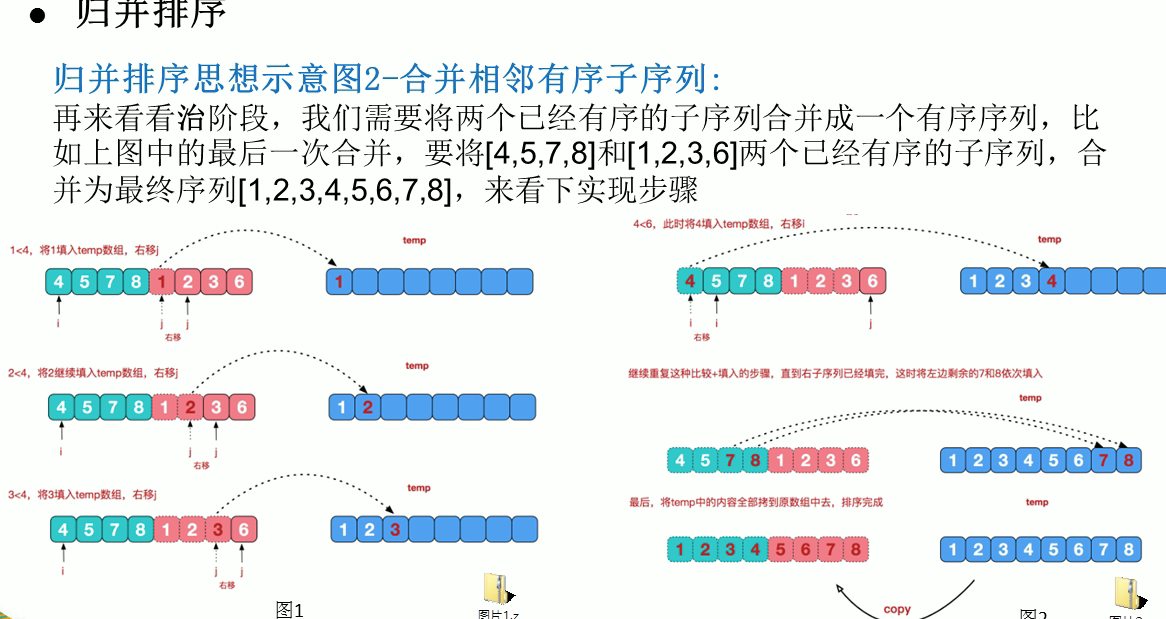 ● 归并排序
归并排序思想示意图2-合并相邻有序子序列:
再来看看治阶段，我们需要将两个已经有序的子序列合并成一个有序序列，比
如上图中的最后一次合并，要将[4,5,7,8]和[1,2,3,6]两个已经有序的子序列，合
并为最终序列[1,2,3,4,5,6,7,8]，来看下实现步骤
1<4，将1填入temp数组，右移j
temp
4 5 7 8 1 2 3 6
1
i
j
j
右移
2<4，将2继续填入temp数组，右移j
temp
4 5 7 8 1 2 3 6
1 2
i
j
j
右移
3<4，将3填入temp数组，右移j
temp
4 5 7 8 1 2 3 6
1 2 3
i
j
j
右移
图1
图片1.z
4<6，此时将4填入temp数组，右移i
temp
4 5 7 8 1 2 3 6
1 2 3 4
i
i
j
右移
继续重复这种比较+填入的步骤，直到右子序列已经填完，这时将左边剩余的7和8依次填入
temp
4 5 7 8 1 2 3 6
1 2 3 4 5 6 7 8
最后，将temp中的内容全部拷到原数组中去，排序完成
temp
1 2 3 4 5 6 7 8
1 2 3 4 5 6 7 8
copy
图2